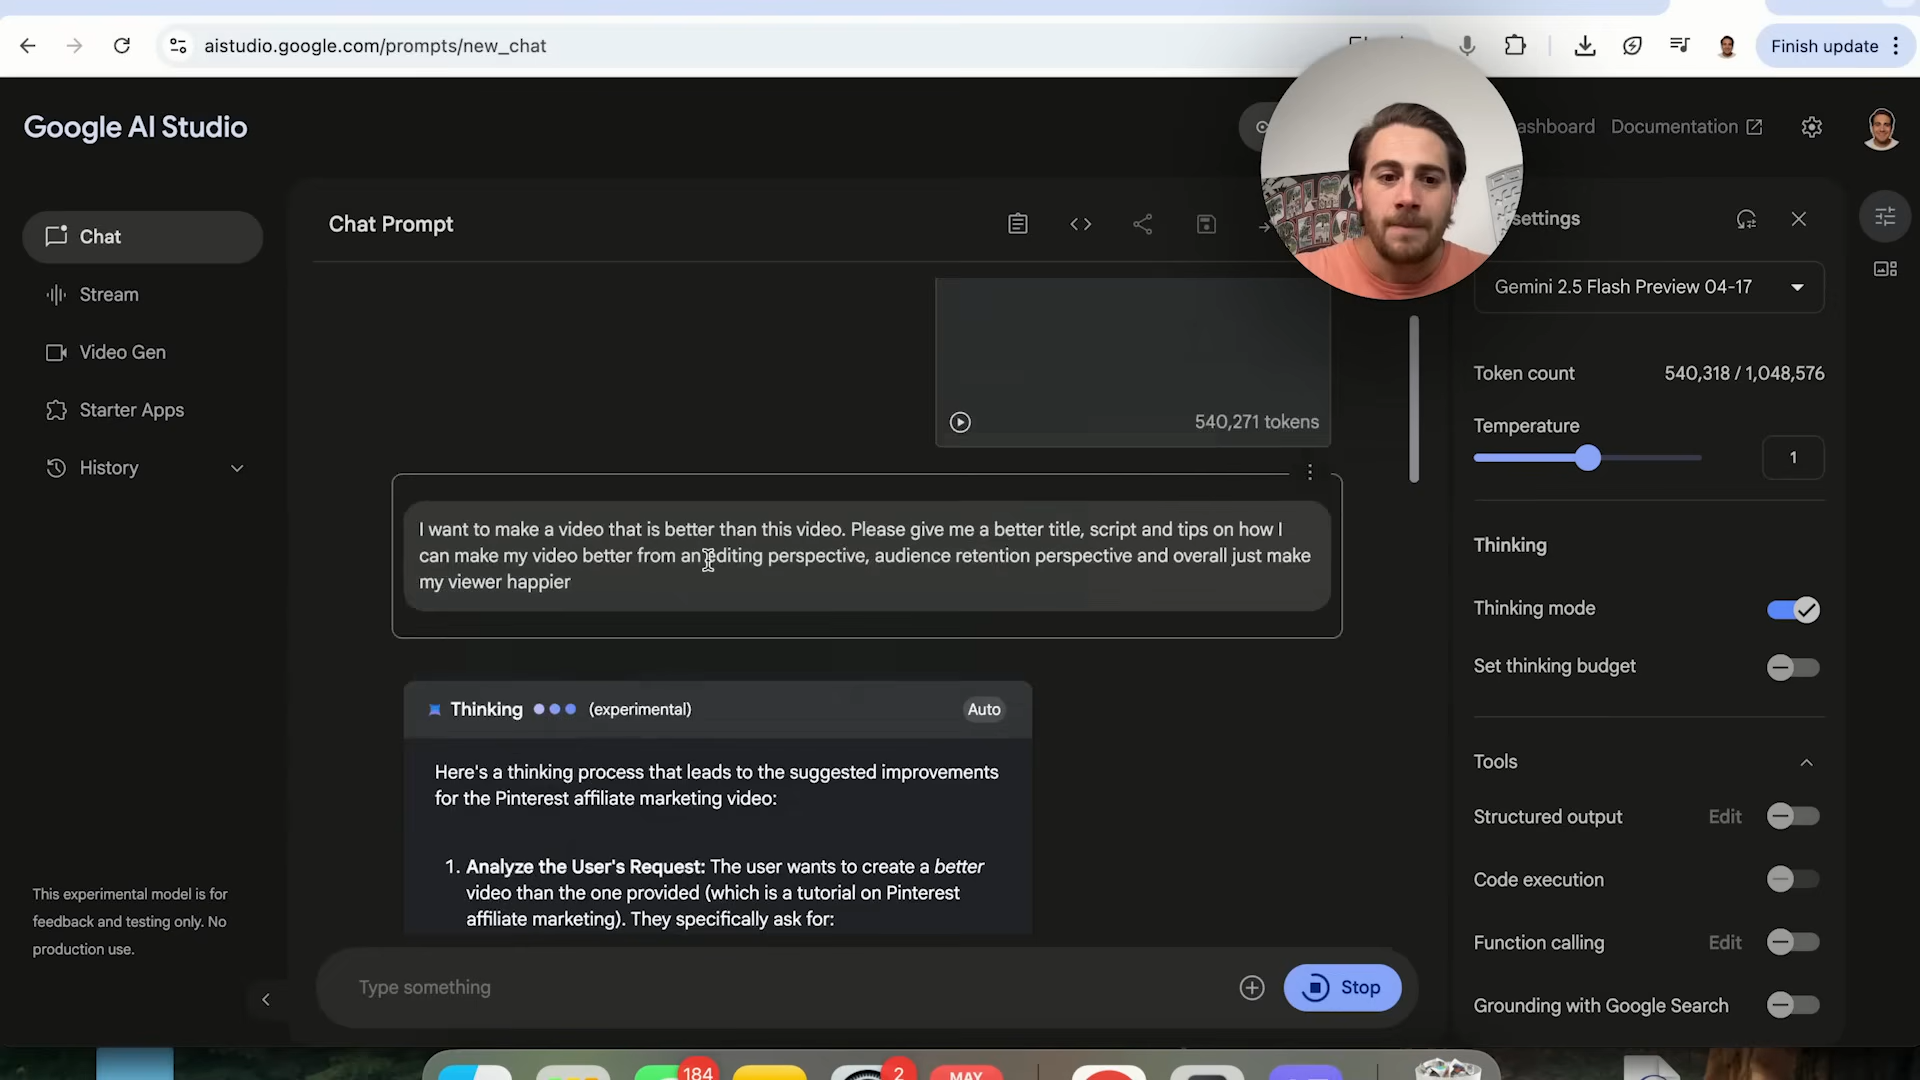 aistudio.google.com/prompts/new_chat
Finish update
Google AI Studio
ashboard
Documentation
Chat
Stream
Video Gen
Starter Apps
History
This experimental model is for
feedback and testing only. No
production use.
Chat Prompt
540,271 tokens
I want to make a video that is better than this video. Please give me a better title, script and tips on how I
can make my video better from an editing perspective, audience retention perspective and overall just make
my viewer happier
Thinking
(experimental)
Auto
Here's a thinking process that leads to the suggested improvements
for the Pinterest affiliate marketing video:
1. Analyze the User's Request: The user wants to create a better
video than the one provided (which is a tutorial on Pinterest
affiliate marketing). They specifically ask for:
Type something
Stop
settings
Gemini 2.5 Flash Preview 04-17
Token count
540,318 / 1,048,576
Temperature
1
Thinking
Thinking mode
Set thinking budget
Tools
Structured output
Edit
Code execution
Function calling
Edit
Grounding with Google Search
184
2
MAY